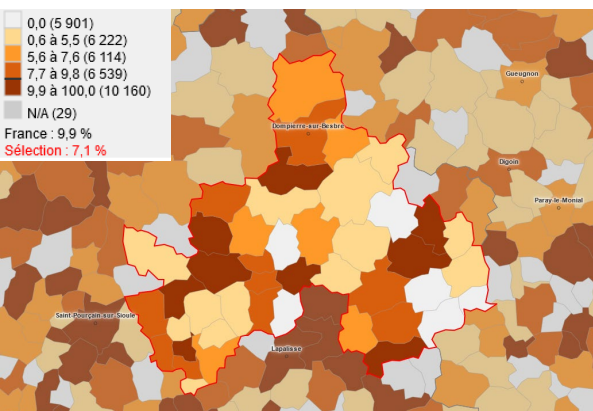 0,0 (5 901)
0,6 à 5,5 (6 222)
5,6 à 7,6 (6 114)
7,7 à 9,8 (6 539)
9,9 à 100,0 (10 160)
N/A (29)
France : 9,9 %
Sélection : 7,1 %
Gueugnon
Dompierre-sur-Besbre
Digoin
Paray-le-Monial
Saint-Pourçain-sur-Sioule
Lapalisse